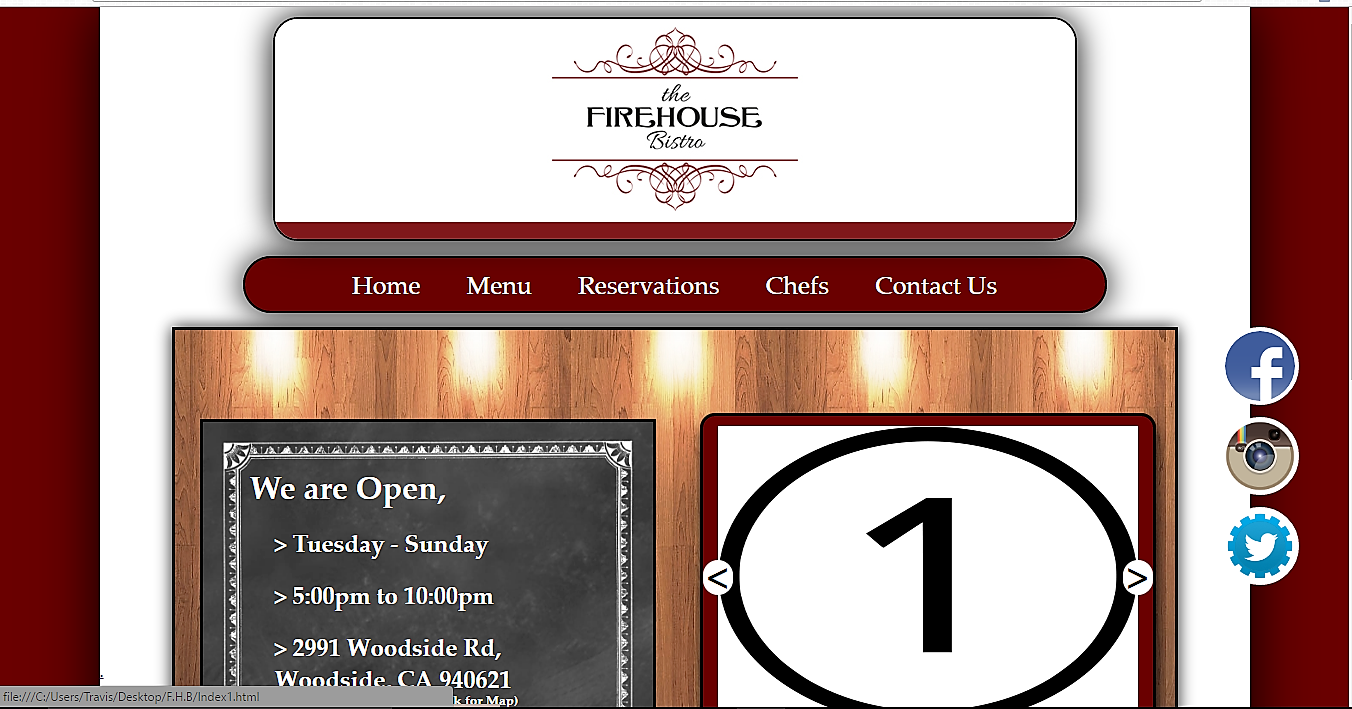 the
FIREHOUSE
Bistro
Home Menu Reservations Chefs Contact Us
We are Open,
> Tuesday - Sunday
> 5:00pm to 10:00pm
> 2991 Woodside Rd,
Woodside, CA 940621
k for Map)
1
<
>
file:///C:/Users/Travis/Desktop/F.H.B/Index1.html